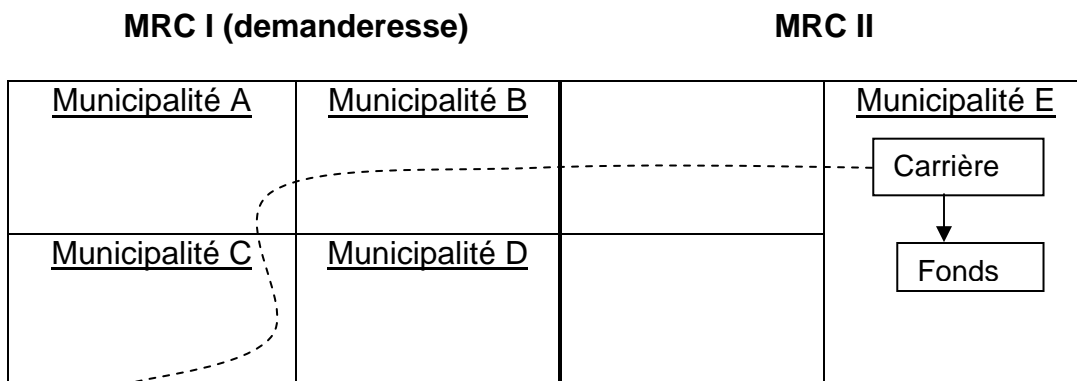 MRC I (demanderesse) MRC II
Municipalité A Municipalité B Municipalité E
Carrière
Municipalité C Municipalité D
Fonds